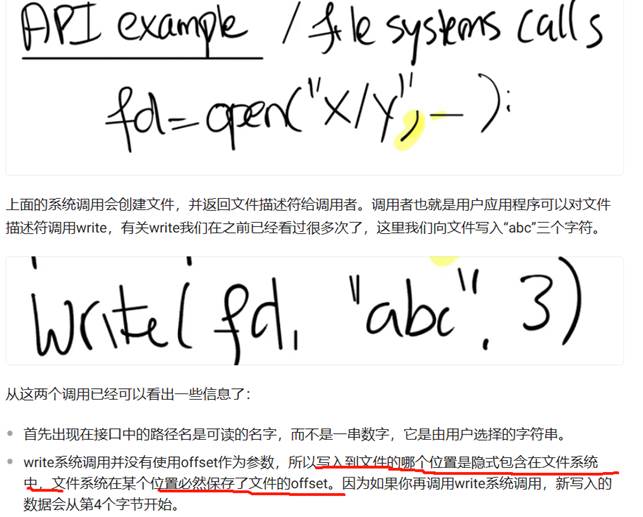 API example / file systems calls
fd=open("x/y", — );
上面的系统调用会创建文件，并返回文件描述符给调用者。调用者也就是用户应用程序可以对文件
描述符调用write，有关write我们在之前已经看过很多次了，这里我们向文件写入“abc”三个字符。
write( fd, "abc", 3)
从这两个调用已经可以看出一些信息了：
首先出现在接口中的路径名是可读的名字，而不是一串数字，它是由用户选择的字符串。
write系统调用并没有使用offset作为参数，所以写入到文件的哪个位置是隐式包含在文件系统
中，文件系统在某个位置必然保存了文件的offset。因为如果你再调用write系统调用，新写入的
数据会从第4个字节开始。